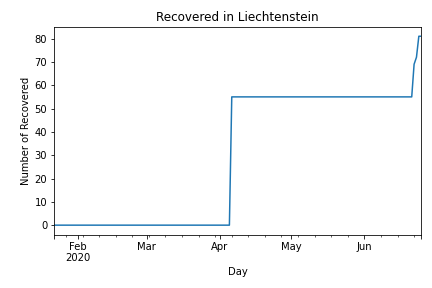 Recovered in Liechtenstein
Number of Recovered
80
70
60
50
40
30
20
10
0
Feb
2020
Mar
Apr
May
Jun
Day